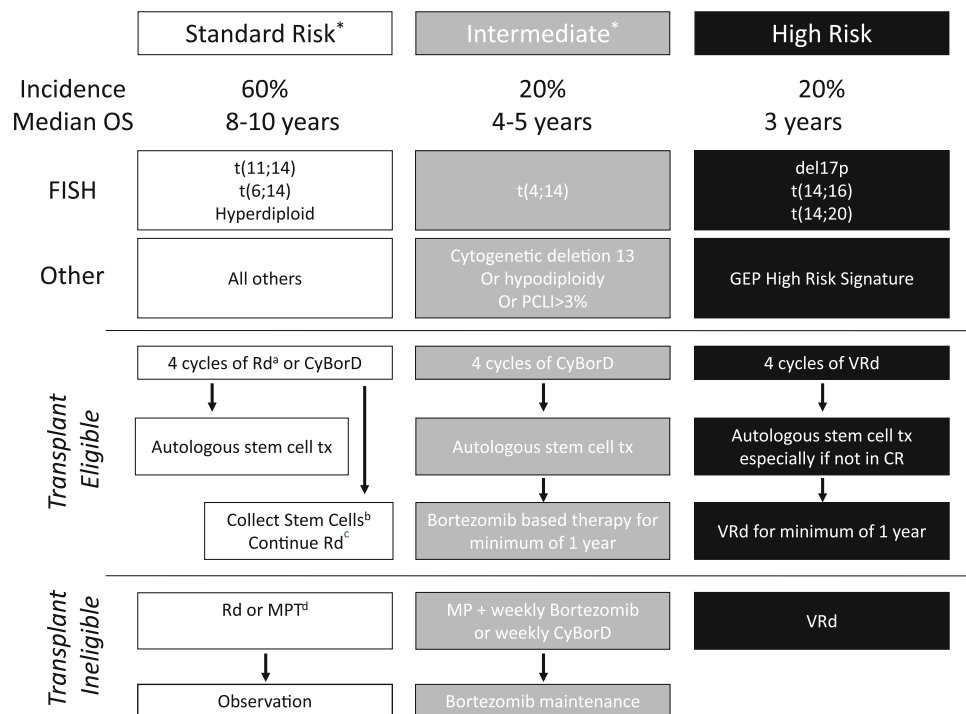 Standard Risk* Intermediate* High Risk
Incidence 60% 20% 20%
Median OS 8-10 years 4-5 years 3 years
FISH
t(11;14)
t(6;14)
Hyperdiploid
t(4;14)
del17p
t(14;16)
t(14;20)
Other
All others
Cytogenetic deletion 13
Or hypodiploidy
Or PCLI>3%
GEP High Risk Signature
Transplant
Eligible
4 cycles of Rdᵃ or CyBorD
4 cycles of CyBorD
4 cycles of VRd
Autologous stem cell tx
Autologous stem cell tx
Autologous stem cell tx
especially if not in CR
Collect Stem Cellsᵇ
Continue Rdᶜ
Bortezomib based therapy for
minimum of 1 year
VRd for minimum of 1 year
Transplant
Ineligible
Rd or MPTᵈ
MP + weekly Bortezomib
or weekly CyBorD
VRd
Observation
Bortezomib maintenance